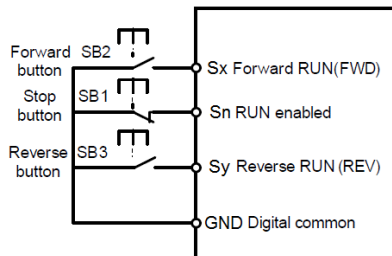 Forward button SB2
Sx Forward RUN(FWD)
Stop button SB1
Sn RUN enabled
Reverse button SB3
Sy Reverse RUN (REV)
GND Digital common